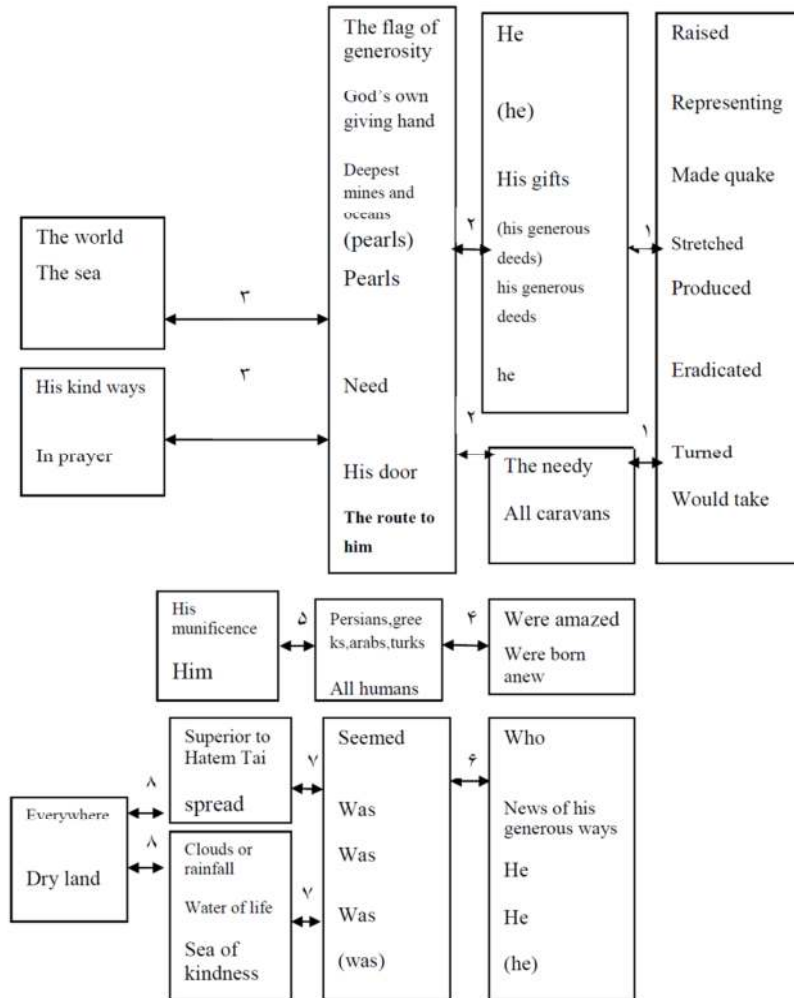 The flag of
generosity
God's own
giving hand
Deepest
mines and
oceans
(pearls)
Pearls
Need
His door
The route to
him
He
(he)
His gifts
(his generous
deeds)
his generous
deeds
he
Raised
Representing
Made quake
Stretched
Produced
Eradicated
Turned
Would take
The world
The sea
۳
۲
۱
His kind ways
In prayer
۳
۲
۱
The needy
All caravans
His
munificence
Him
۵
Persians,gree
ks,arabs,turks
All humans
۴
Were amazed
Were born
anew
Superior to
Hatem Tai
spread
۷
Seemed
Was
Was
Was
(was)
۶
Who
News of his
generous ways
He
He
(he)
Everywhere
Dry land
۸
۸
Clouds or
rainfall
Water of life
Sea of
kindness
۷